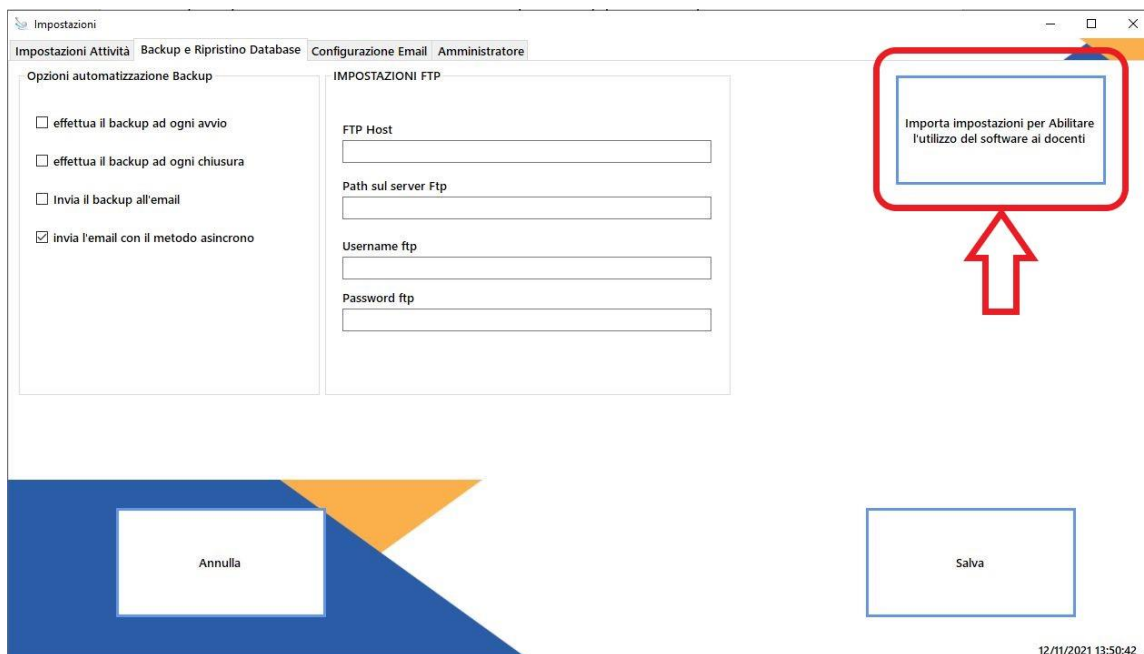 Impostazioni
Impostazioni Attività
Backup e Ripristino Database
Configurazione Email
Amministratore
Opzioni automatizzazione Backup
effettua il backup ad ogni avvio
effettua il backup ad ogni chiusura
Invia il backup all'email
invia l'email con il metodo asincrono
IMPOSTAZIONI FTP
FTP Host
Path sul server Ftp
Username ftp
Password ftp
Importa impostazioni per Abilitare
l'utilizzo del software ai docenti
Annulla
Salva
12/11/2021 13:50:42